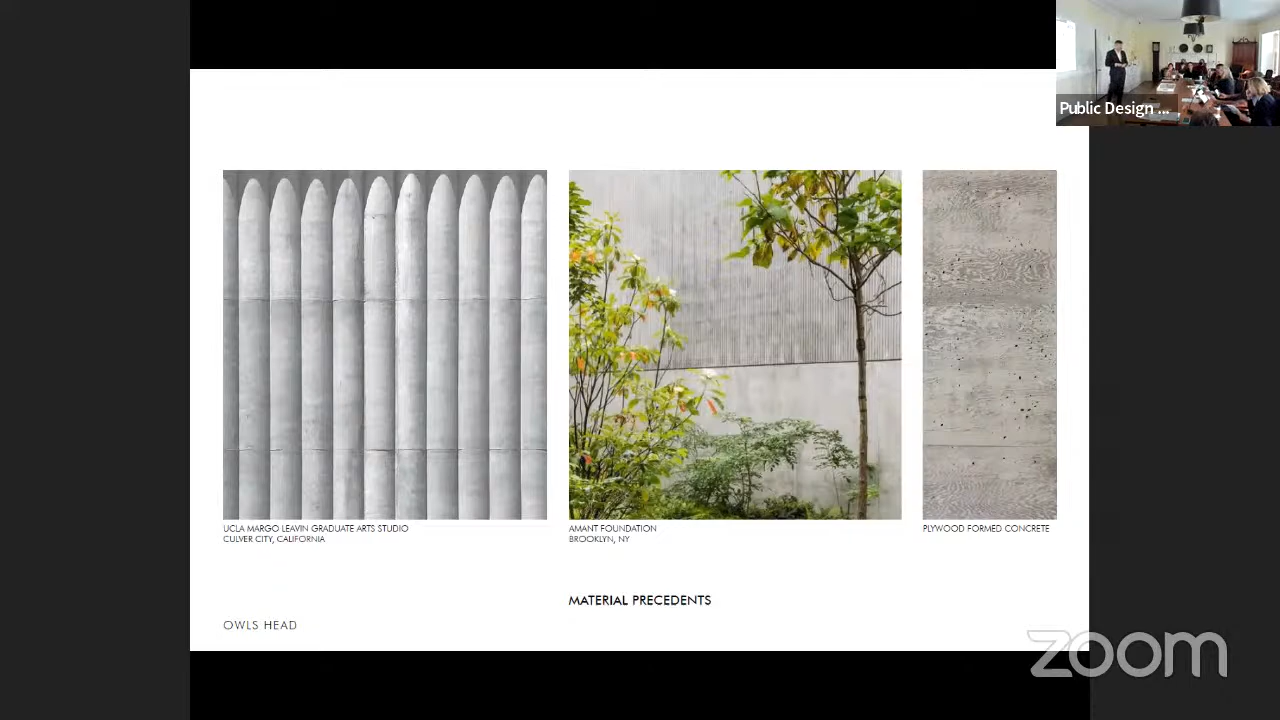 Public Design ...
UCLA MARGO LEAVIN GRADUATE ARTS STUDIO
CULVER CITY, CALIFORNIA
AMANT FOUNDATION
BROOKLYN, NY
PLYWOOD FORMED CONCRETE
MATERIAL PRECEDENTS
OWLS HEAD
zoom